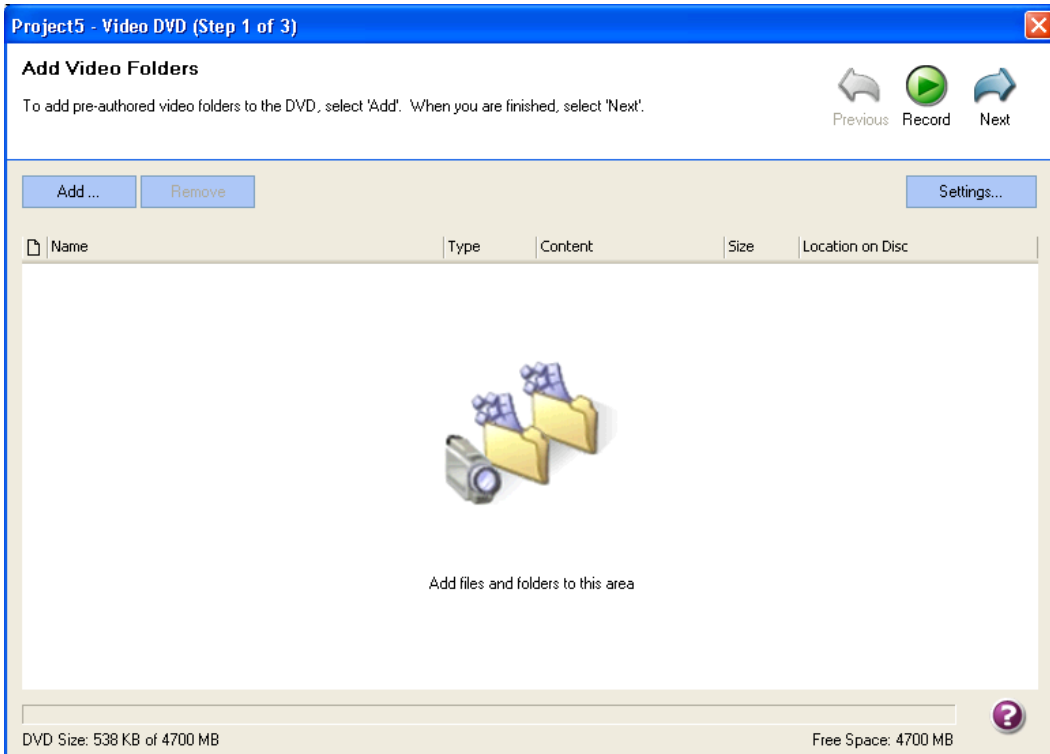 Project5 - Video DVD (Step 1 of 3)
Add Video Folders
To add pre-authored video folders to the DVD, select 'Add'.  When you are finished, select 'Next'.
Previous Record Next
Add ... Remove Settings...
Name Type Content Size Location on Disc
Add files and folders to this area
?
DVD Size: 538 KB of 4700 MB Free Space: 4700 MB